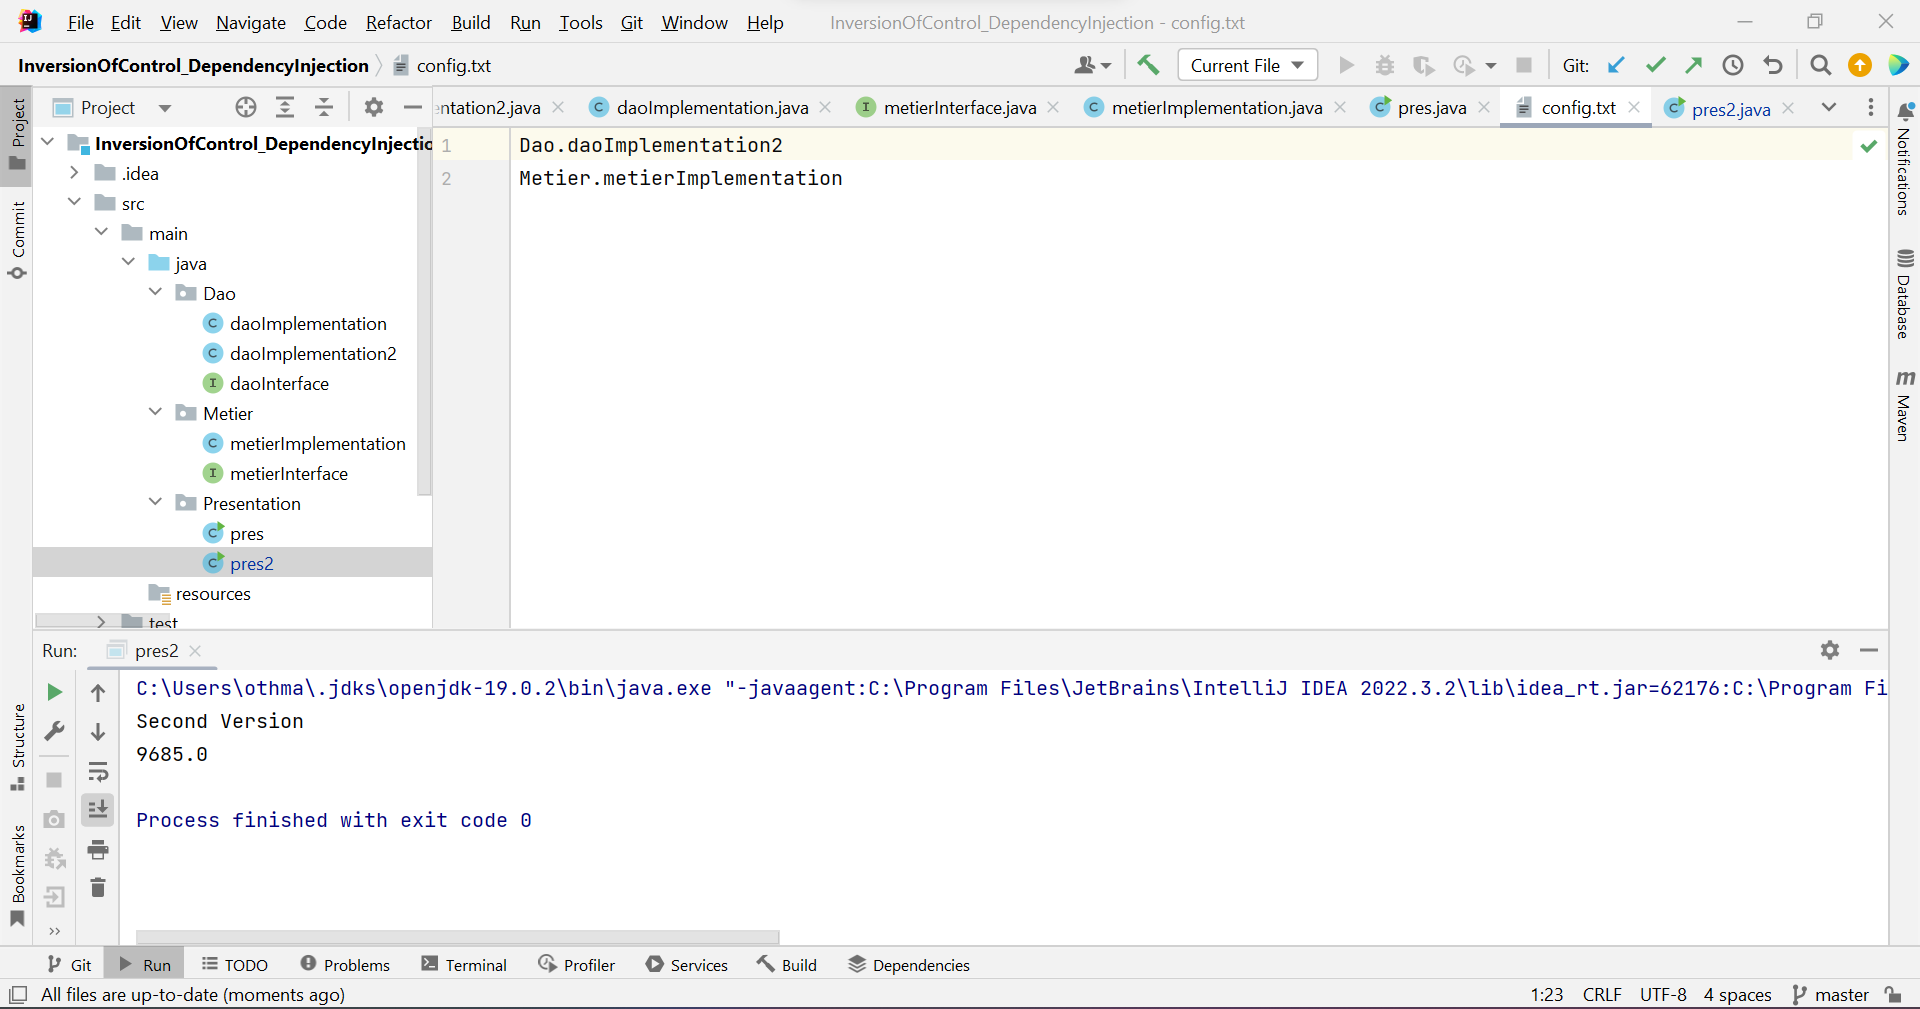 File Edit View Navigate Code Refactor Build Run Tools Git Window Help InversionOfControl_DependencyInjection - config.txt
InversionOfControl_DependencyInjection config.txt Current File Git:
Project entation2.java daoImplementation.java metierInterface.java metierImplementation.java pres.java config.txt pres2.java
InversionOfControl_DependencyInjectio
.idea
src
main
java
Dao
daoImplementation
daoImplementation2
daoInterface
Metier
metierImplementation
metierInterface
Presentation
pres
pres2
resources
test
1 Dao.daoImplementation2
2 Metier.metierImplementation
Project
Commit
Structure
Bookmarks
Notifications
Database
m Maven
Run: pres2
C:\Users\othma\.jdks\openjdk-19.0.2\bin\java.exe "-javaagent:C:\Program Files\JetBrains\IntelliJ IDEA 2022.3.2\lib\idea_rt.jar=62176:C:\Program Fi
Second Version
9685.0
Process finished with exit code 0
Git Run TODO Problems Terminal Profiler Services Build Dependencies
All files are up-to-date (moments ago) 1:23 CRLF UTF-8 4 spaces master